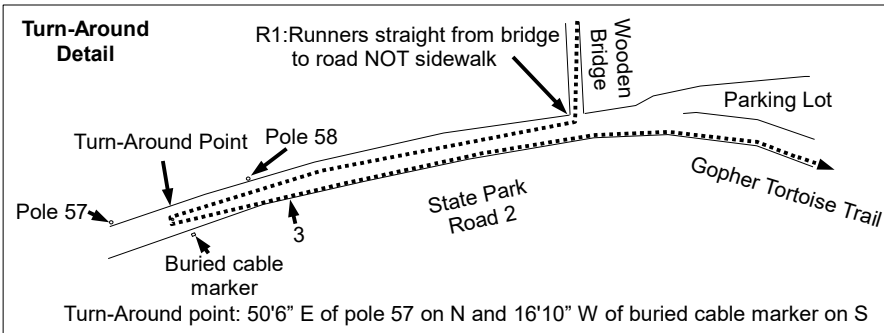 Turn-Around
Detail
R1:Runners straight from bridge
to road NOT sidewalk
Wooden
Bridge
Parking Lot
Turn-Around Point
Pole 58
Gopher Tortoise Trail
Pole 57
State Park
Road 2
3
Buried cable
marker
Turn-Around point: 50'6” E of pole 57 on N and 16'10” W of buried cable marker on S